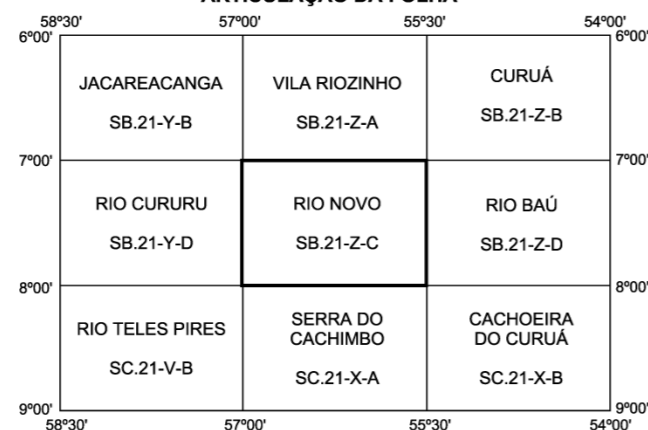 ARTICULAÇÃO DA FOLHA
58°30' 57°00' 55°30' 54°00'
6°00' 6°00'
JACAREACANGA VILA RIOZINHO CURUÁ
SB.21-Y-B SB.21-Z-A SB.21-Z-B
7°00' 7°00'
RIO CURURU RIO NOVO RIO BAÚ
SB.21-Y-D SB.21-Z-C SB.21-Z-D
8°00' 8°00'
RIO TELES PIRES
SC.21-V-B
SERRA DO
CACHIMBO
SC.21-X-A
CACHOEIRA
DO CURUÁ
SC.21-X-B
9°00' 9°00'
58°30' 57°00' 55°30' 54°00'